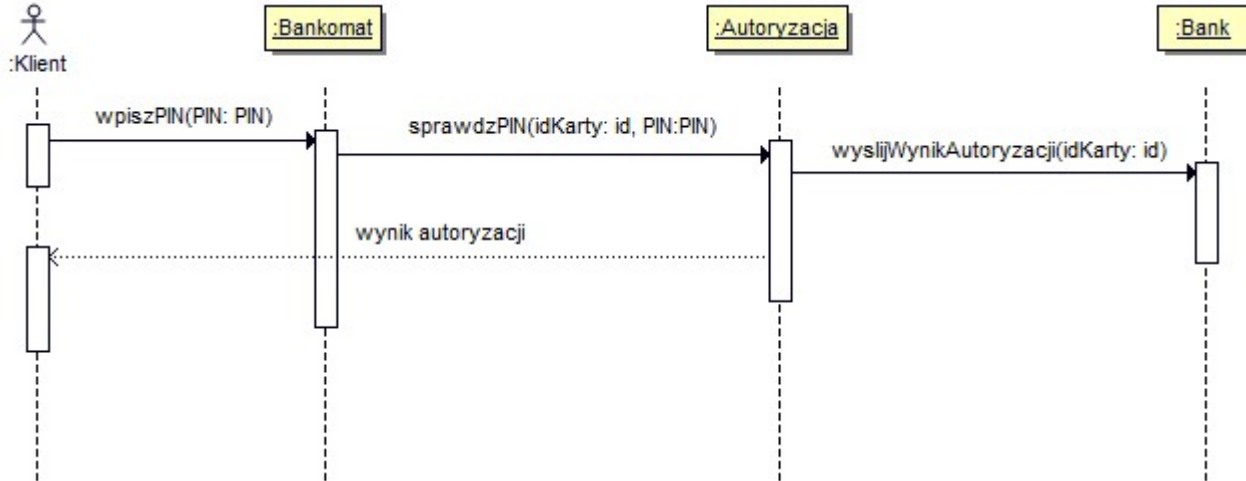 :Klient
:Bankomat
:Autoryzacja
:Bank
wpiszPIN(PIN: PIN)
sprawdzPIN(idKarty: id, PIN:PIN)
wyslijWynikAutoryzacji(idKarty: id)
wynik autoryzacji